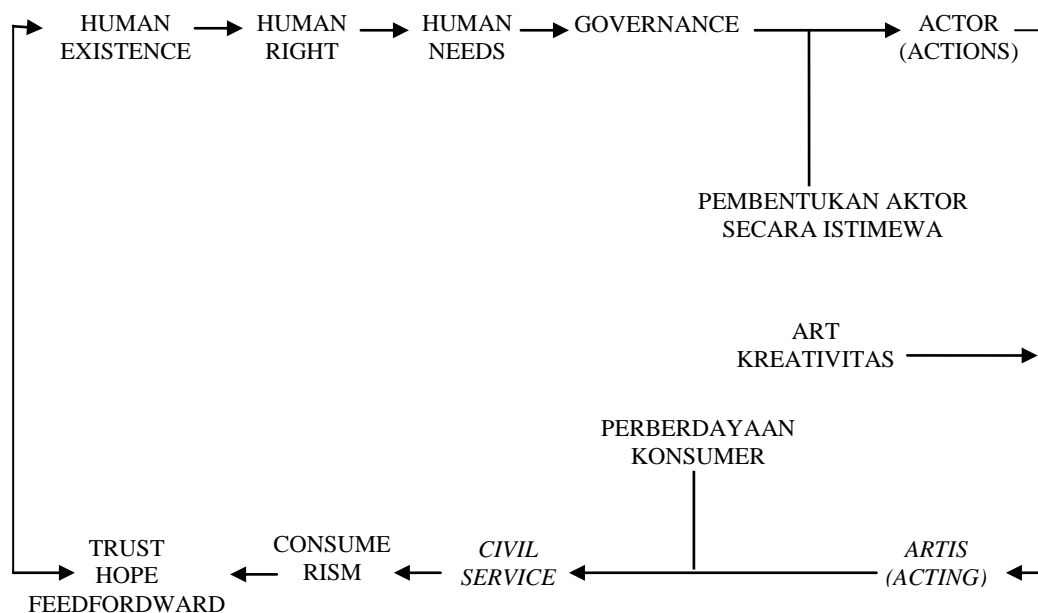 HUMAN
EXISTENCE
HUMAN
RIGHT
HUMAN
NEEDS
GOVERNANCE
ACTOR
(ACTIONS)
PEMBENTUKAN AKTOR
SECARA ISTIMEWA
ART
KREATIVITAS
PERBERDAYAAN
KONSUMER
TRUST
HOPE
FEEDFORDWARD
CONSUME
RISM
CIVIL
SERVICE
ARTIS
(ACTING)